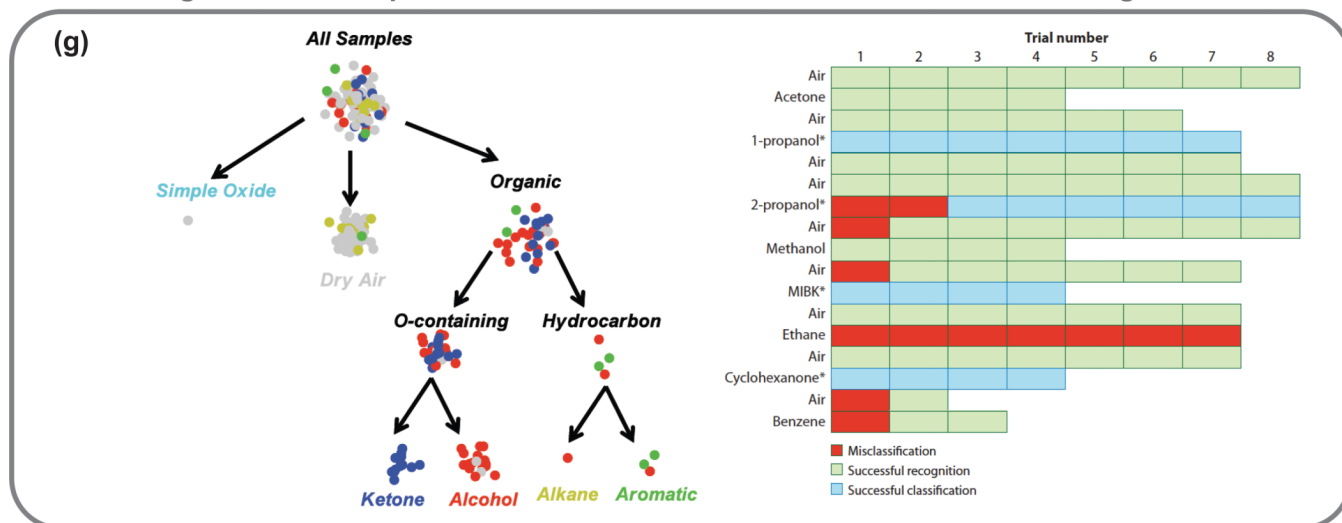 (g)
All Samples
Simple Oxide
Dry Air
Organic
O-containing
Hydrocarbon
Ketone
Alcohol
Alkane
Aromatic
Trial number
1 2 3 4 5 6 7 8
Air
Acetone
Air
1-propanol*
Air
Air
2-propanol*
Air
Methanol
Air
MIBK*
Air
Ethane
Air
Cyclohexanone*
Air
Benzene
Misclassification
Successful recognition
Successful classification